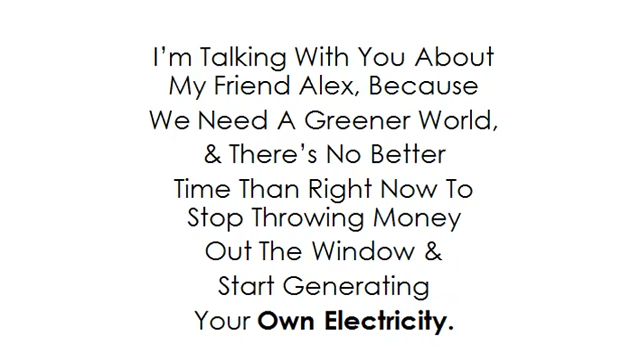 I'm Talking With You About
My Friend Alex, Because
We Need A Greener World,
& There's No Better
Time Than Right Now To
Stop Throwing Money
Out The Window &
Start Generating
Your Own Electricity.